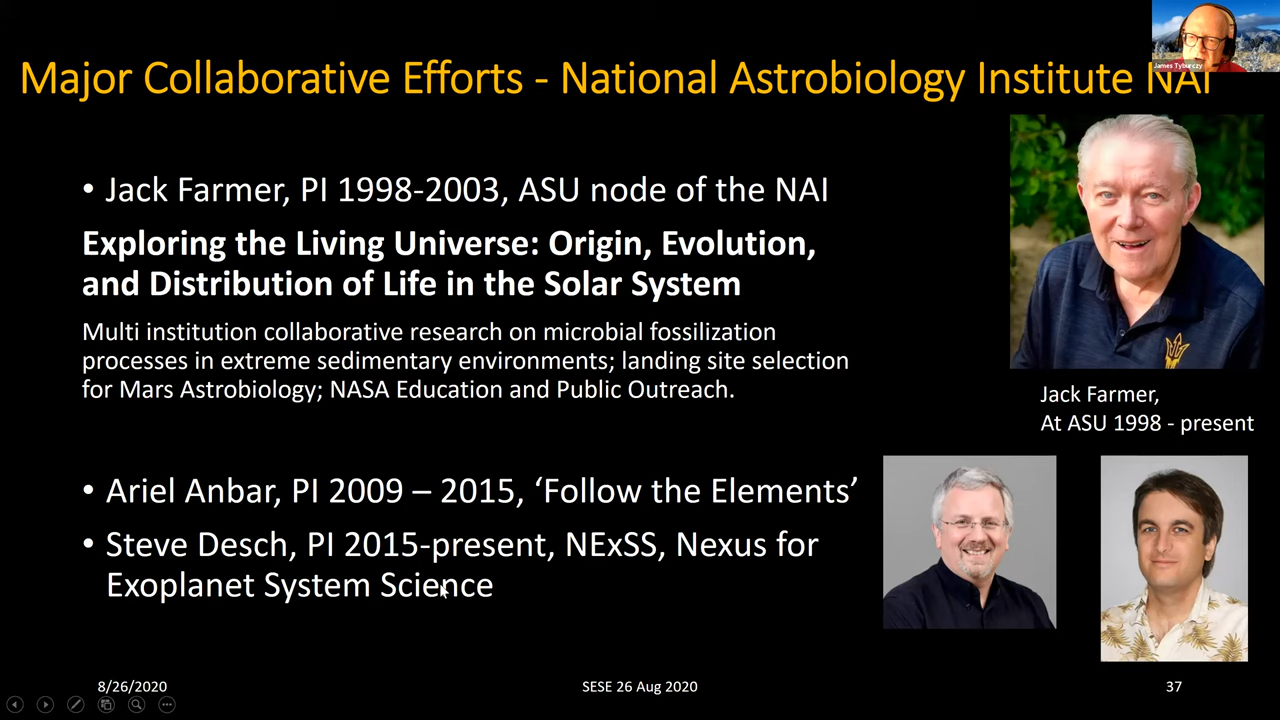 James Tyburczy
Major Collaborative Efforts - National Astrobiology Institute NAI
• Jack Farmer, PI 1998-2003, ASU node of the NAI
Exploring the Living Universe: Origin, Evolution,
and Distribution of Life in the Solar System
Multi institution collaborative research on microbial fossilization
processes in extreme sedimentary environments; landing site selection
for Mars Astrobiology; NASA Education and Public Outreach.
Jack Farmer,
At ASU 1998 - present
• Ariel Anbar, PI 2009 – 2015, ‘Follow the Elements’
• Steve Desch, PI 2015-present, NExSS, Nexus for
Exoplanet System Science
8/26/2020
SESE 26 Aug 2020
37